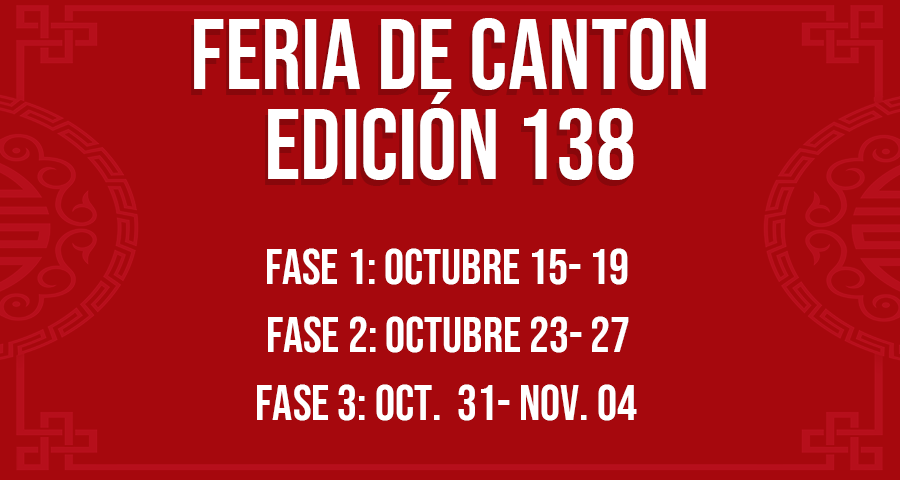 FERIA DE CANTON
EDICIÓN 138
FASE 1: OCTUBRE 15- 19
FASE 2: OCTUBRE 23- 27
FASE 3: OCT. 31- NOV. 04